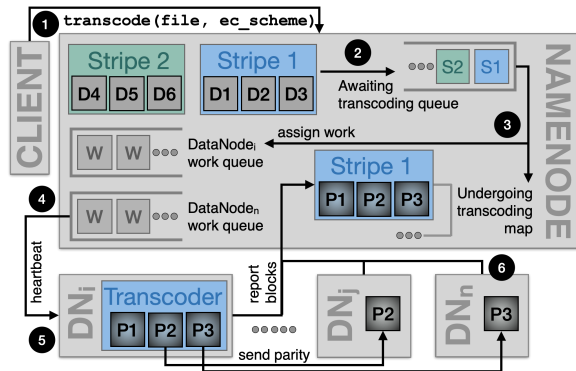 1
transcode(file, ec_scheme)
CLIENT
NAMENODE
Stripe 2
D4 D5 D6
Stripe 1
D1 D2 D3
2
Awaiting
transcoding queue
S2 S1
3
assign work
W W
DataNodei
work queue
Stripe 1
P1 P2 P3
Undergoing
transcoding
map
4
W W
DataNoden
work queue
heartbeat
5
DNi
Transcoder
P1 P2 P3
report
blocks
send parity
DNj
P2
6
DNn
P3